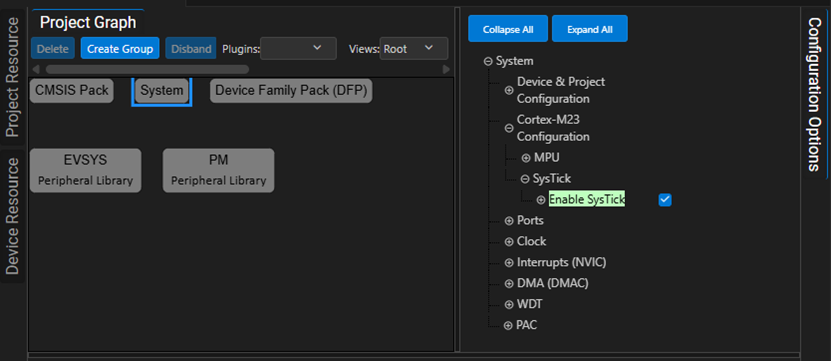 Project Resource
Device Resource
Project Graph
Delete
Create Group
Disband
Plugins:
Views:
Root
CMSIS Pack
System
Device Family Pack (DFP)
EVSYS
Peripheral Library
PM
Peripheral Library
Collapse All
Expand All
System
Device & Project
Configuration
Cortex-M23
Configuration
MPU
SysTick
Enable SysTick
Ports
Clock
Interrupts (NVIC)
DMA (DMAC)
WDT
PAC
Configuration Options